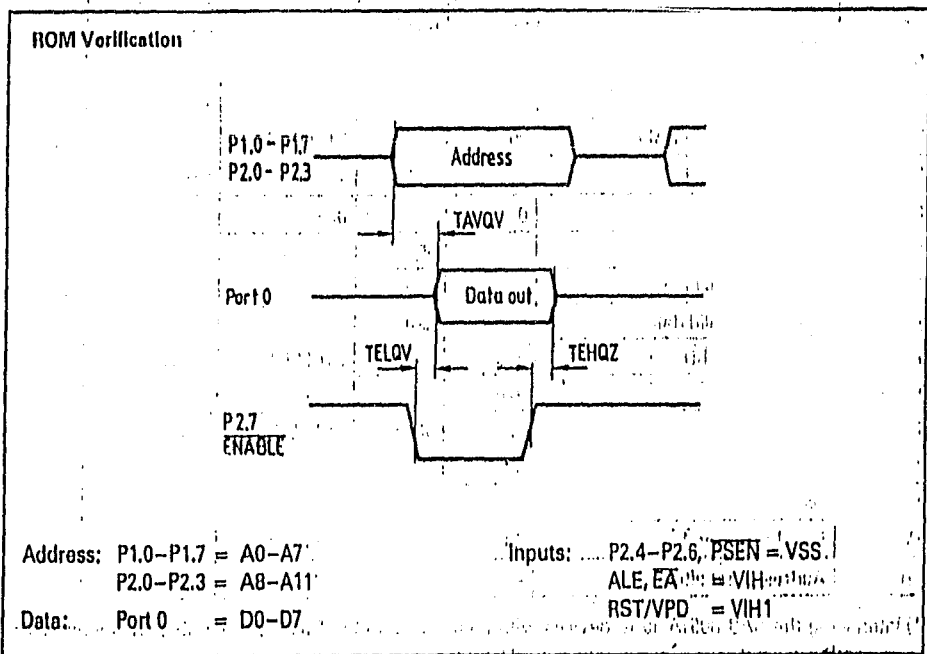 ROM Verification
P1.0-P1.7
P2.0-P2.3
Address
TAVQV
Port 0
Data out
TELQV
TEHQZ
P2.7
ENABLE
Address: P1.0-P1.7 = A0-A7
P2.0-P2.3 = A8-A11
Data: Port 0 = D0-D7
Inputs: P2.4-P2.6, PSEN = VSS
ALE, EA = VIH
RST/VPD = VIH1